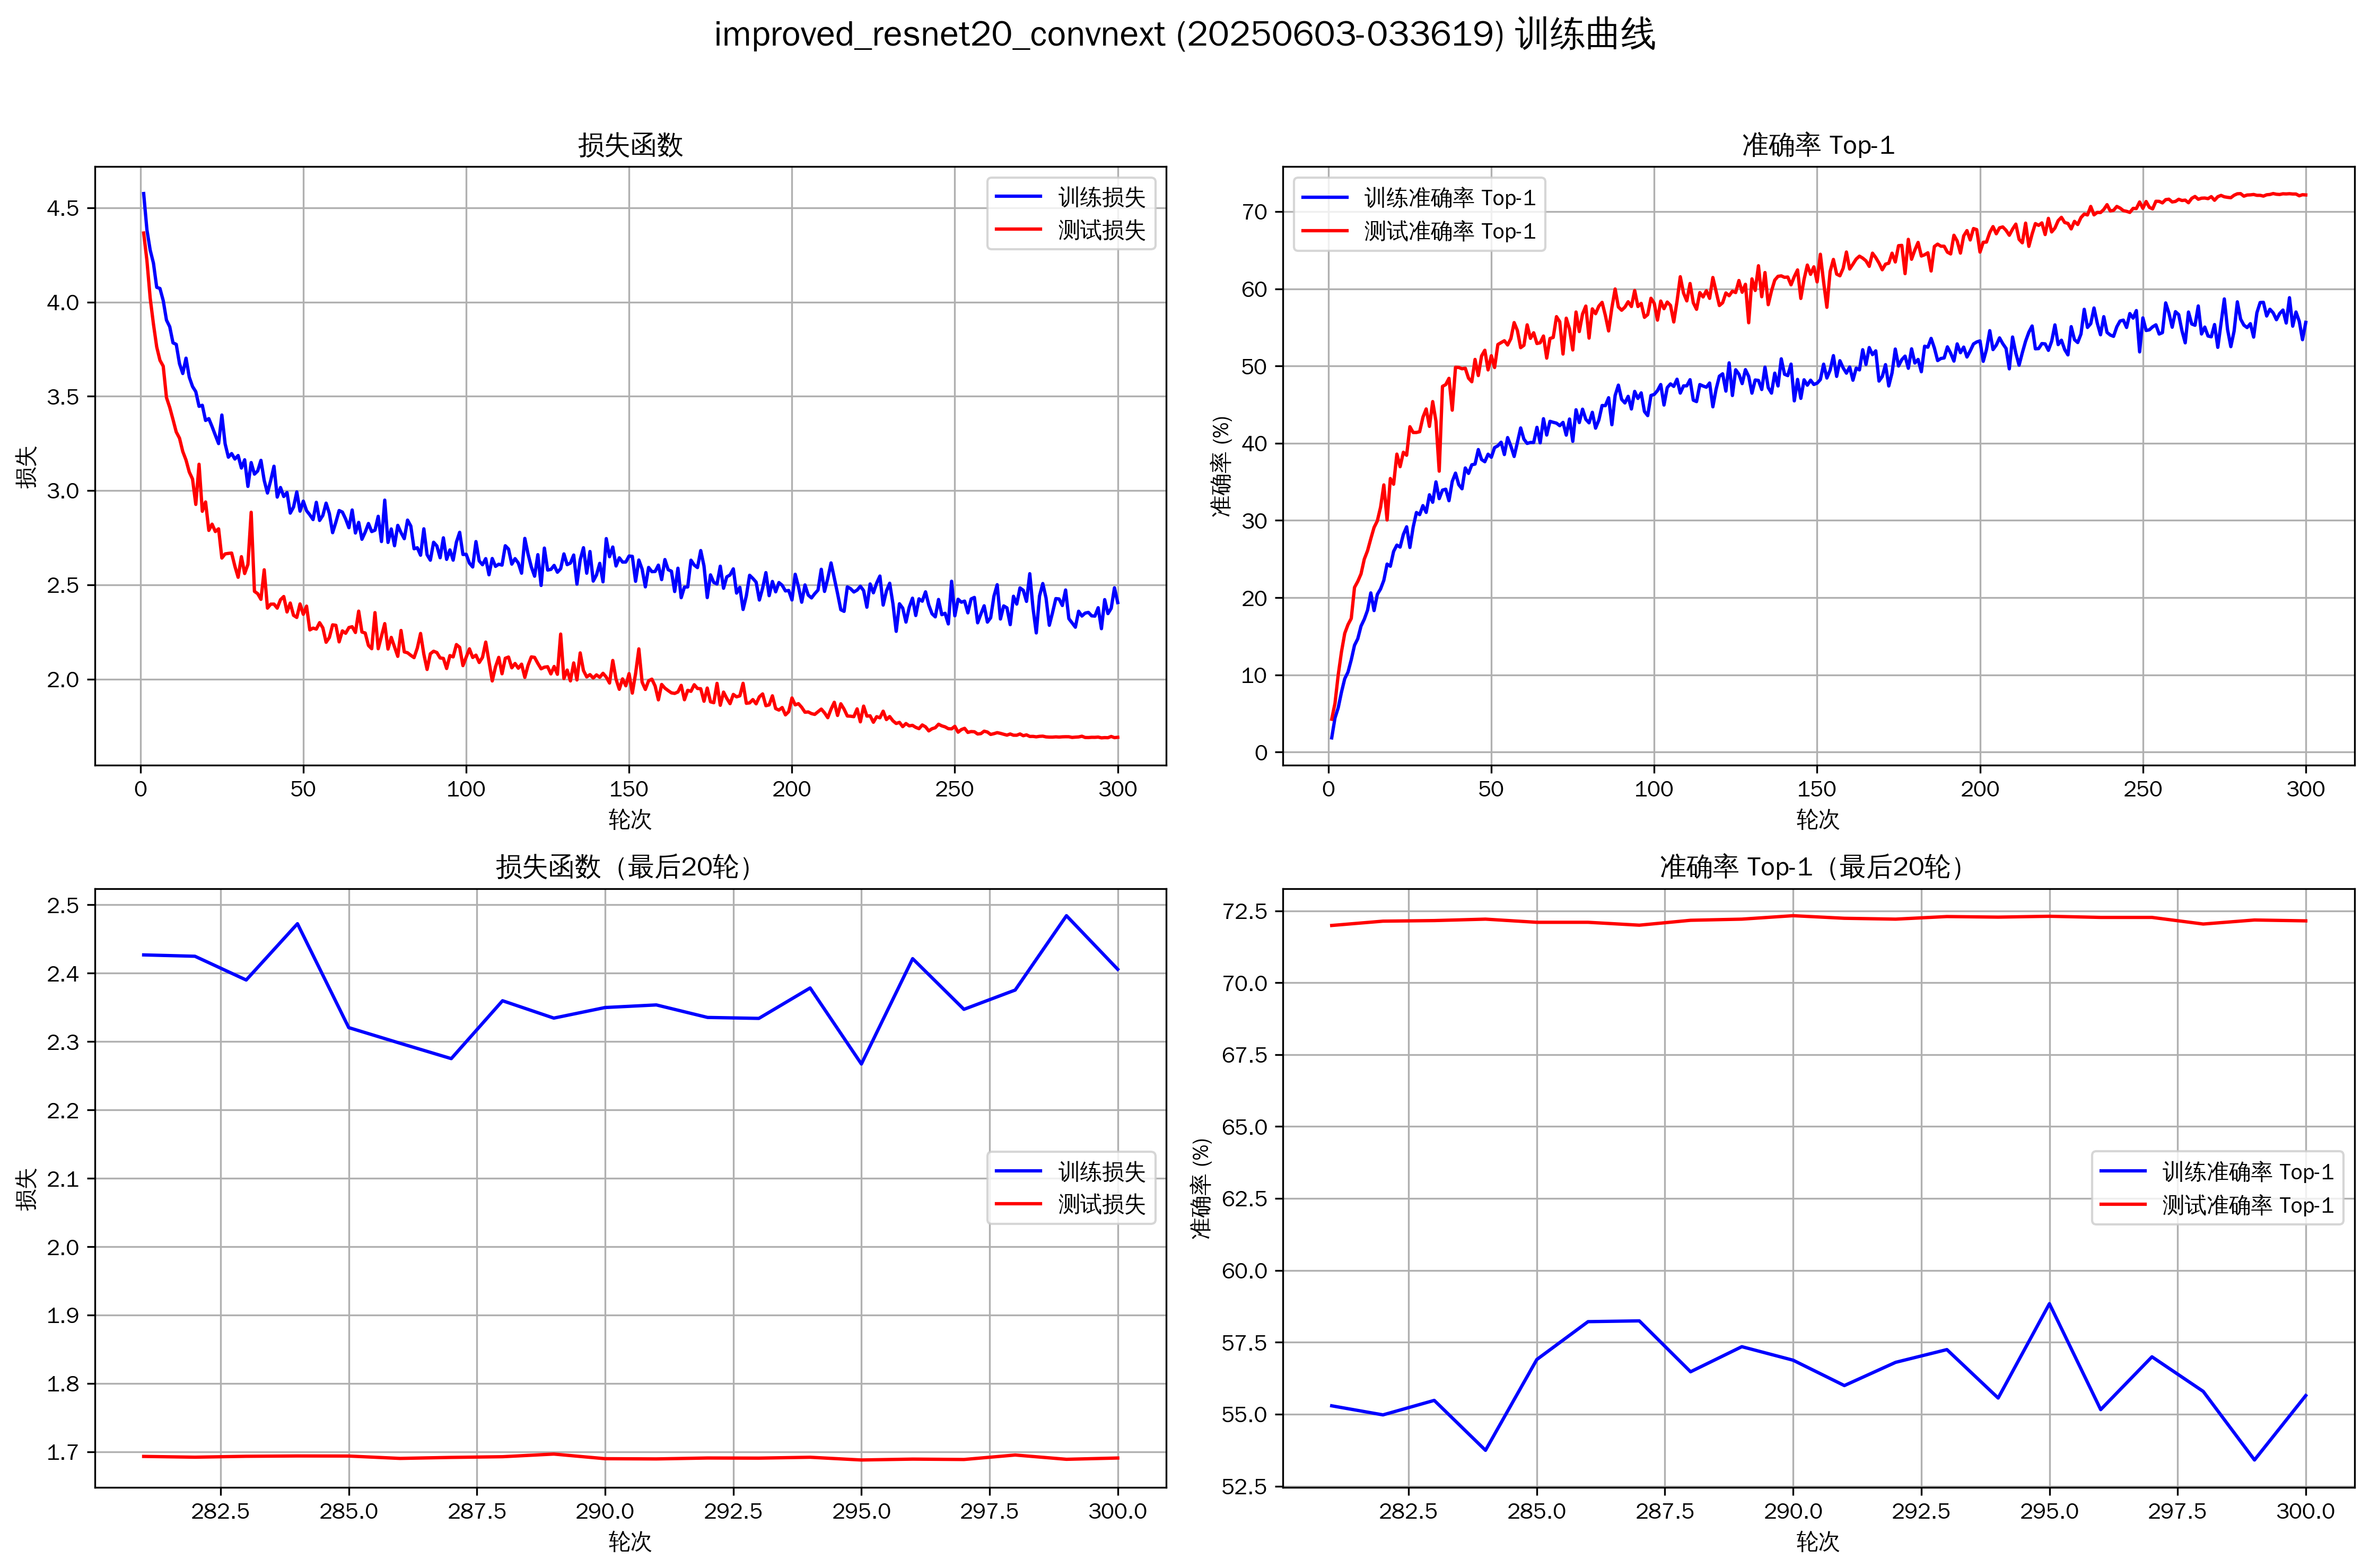 improved_resnet20_convnext (20250603-033619) 训练曲线
损失函数
训练损失
测试损失
4.5
4.0
3.5
3.0
2.5
2.0
损失
0 50 100 150 200 250 300
轮次
准确率 Top-1
训练准确率 Top-1
测试准确率 Top-1
70
60
50
40
30
20
10
0
准确率 (%)
0 50 100 150 200 250 300
轮次
损失函数（最后20轮）
2.5
2.4
2.3
2.2
2.1
2.0
1.9
1.8
1.7
损失
训练损失
测试损失
282.5 285.0 287.5 290.0 292.5 295.0 297.5 300.0
轮次
准确率 Top-1（最后20轮）
72.5
70.0
67.5
65.0
62.5
60.0
57.5
55.0
52.5
准确率 (%)
训练准确率 Top-1
测试准确率 Top-1
282.5 285.0 287.5 290.0 292.5 295.0 297.5 300.0
轮次